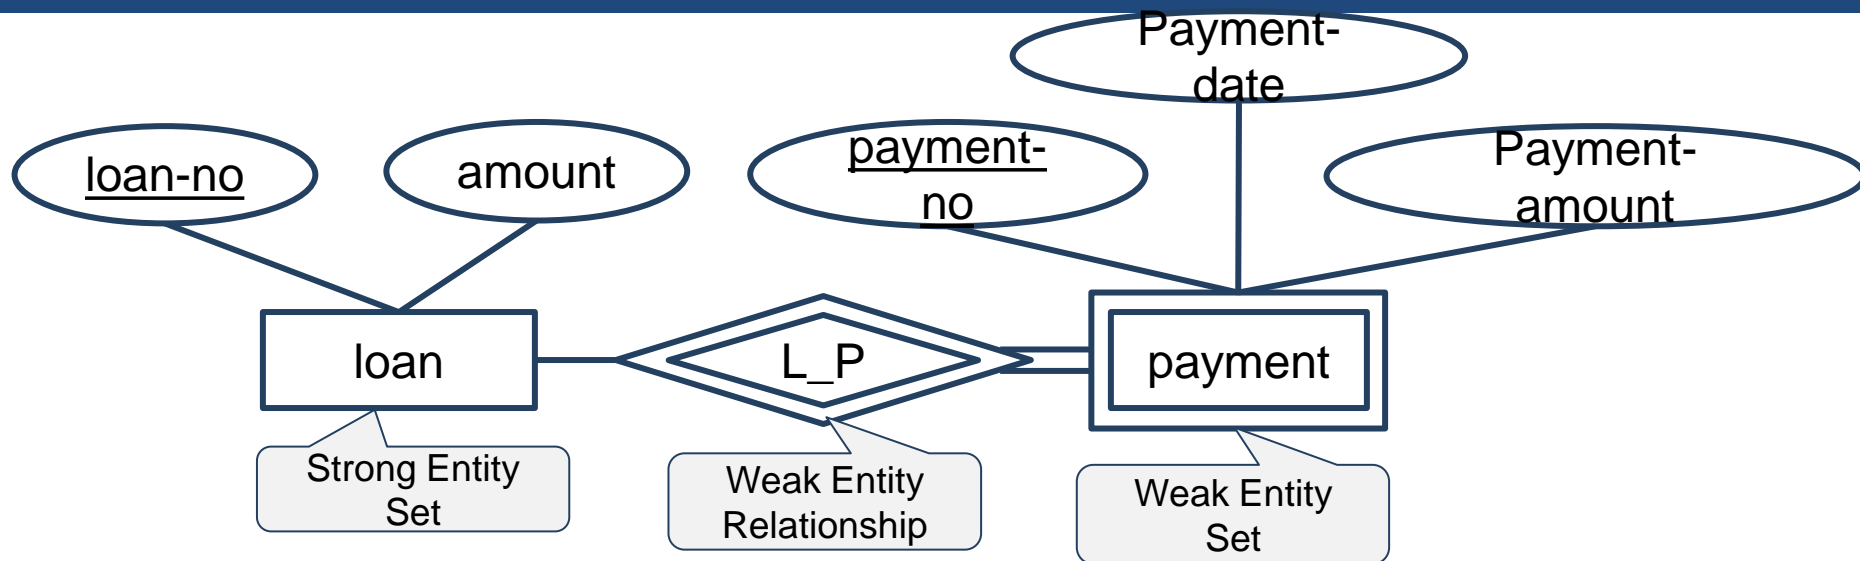 Payment-
date
loan-no
amount
payment-
no
Payment-
amount
loan
L_P
payment
Strong Entity
Set
Weak Entity
Relationship
Weak Entity
Set